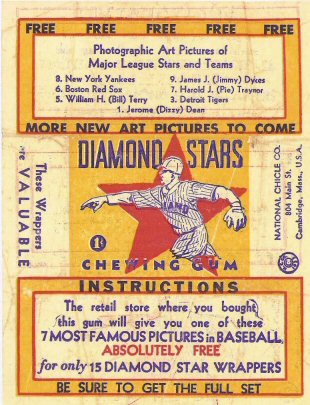 FREE FREE FREE FREE FREE
Photographic Art Pictures of
Major League Stars and Teams
8. New York Yankees 9. James J. (Jimmy) Dykes
6. Boston Red Sox 7. Harold J. (Pie) Traynor
5. William H. (Bill) Terry 3. Detroit Tigers
1. Jerome (Dizzy) Dean
MORE NEW ART PICTURES TO COME
These Wrappers
are VALUABLE
DIAMOND STARS
1¢
CHEWING GUM
NATIONAL CHICLE CO.
804 Main St.
Cambridge, Mass., U.S.A.
INSTRUCTIONS
The retail store where you bought
this gum will give you one of these
7 MOST FAMOUS PICTURES in BASEBALL
ABSOLUTELY FREE
for only 15 DIAMOND STAR WRAPPERS
BE SURE TO GET THE FULL SET